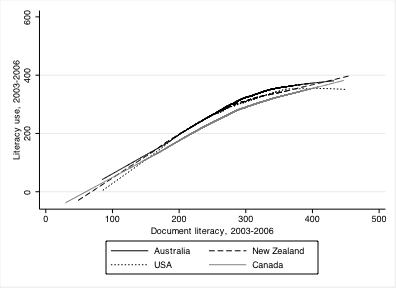 600
400
200
0
Literacy use, 2003-2006
0 100 200 300 400 500
Document literacy, 2003-2006
Australia New Zealand
USA Canada